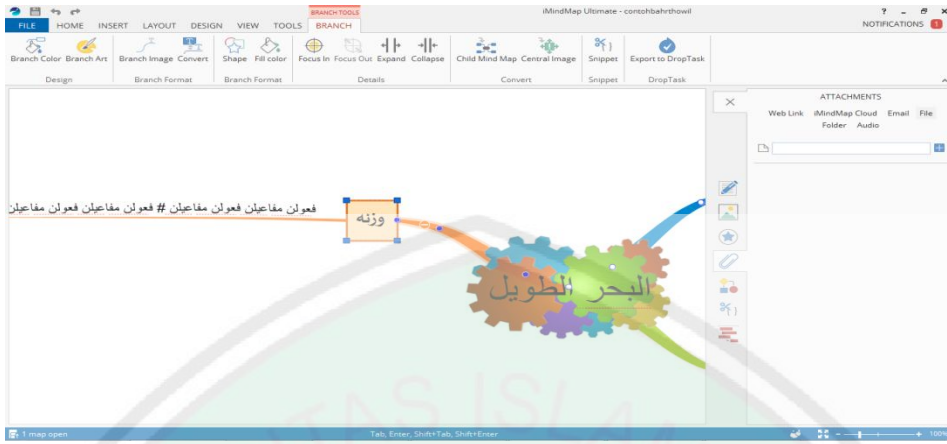 BRANCH TOOLS
iMindMap Ultimate - contohbahrthowil
FILE HOME INSERT LAYOUT DESIGN VIEW TOOLS BRANCH
NOTIFICATIONS 1
Branch Color Branch Art Branch Image Convert Shape Fill color Focus In Focus Out Expand Collapse Child Mind Map Central Image Snippet Export to DropTask
Design Branch Format Branch Format Details Convert Snippet DropTask
ATTACHMENTS
Web Link iMindMap Cloud Email File
Folder Audio
فعولن مفاعيلن فعولن مفاعيلن # فعولن مفاعيلن فعولن مفاعيلن
وزنه
البحر الطويل
TAS ISLA
1 map open
Tab, Enter, Shift+Tab, Shift+Enter
100%